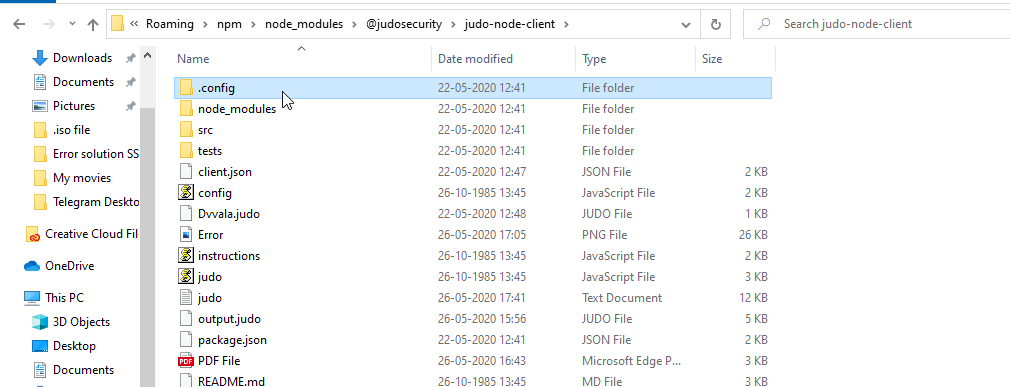 « Roaming > npm > node_modules > @judosecurity > judo-node-client >
Search judo-node-client
Name Date modified Type Size
Downloads
Documents
Pictures
.iso file
Error solution SS
My movies
Telegram Deskto
Creative Cloud Fil
OneDrive
This PC
3D Objects
Desktop
Documents
.config 22-05-2020 12:41 File folder
node_modules 22-05-2020 12:41 File folder
src 22-05-2020 12:41 File folder
tests 22-05-2020 12:41 File folder
client.json 22-05-2020 12:47 JSON File 2 KB
config 26-10-1985 13:45 JavaScript File 2 KB
Dvvala.judo 22-05-2020 12:48 JUDO File 1 KB
Error 26-05-2020 17:05 PNG File 26 KB
instructions 26-10-1985 13:45 JavaScript File 2 KB
judo 26-10-1985 13:45 JavaScript File 3 KB
judo 26-05-2020 17:41 Text Document 12 KB
output.judo 26-05-2020 15:56 JUDO File 5 KB
package.json 22-05-2020 12:41 JSON File 2 KB
PDF File 26-05-2020 16:43 Microsoft Edge P... 3 KB
README.md 26-10-1985 13:45 MD File 3 KB